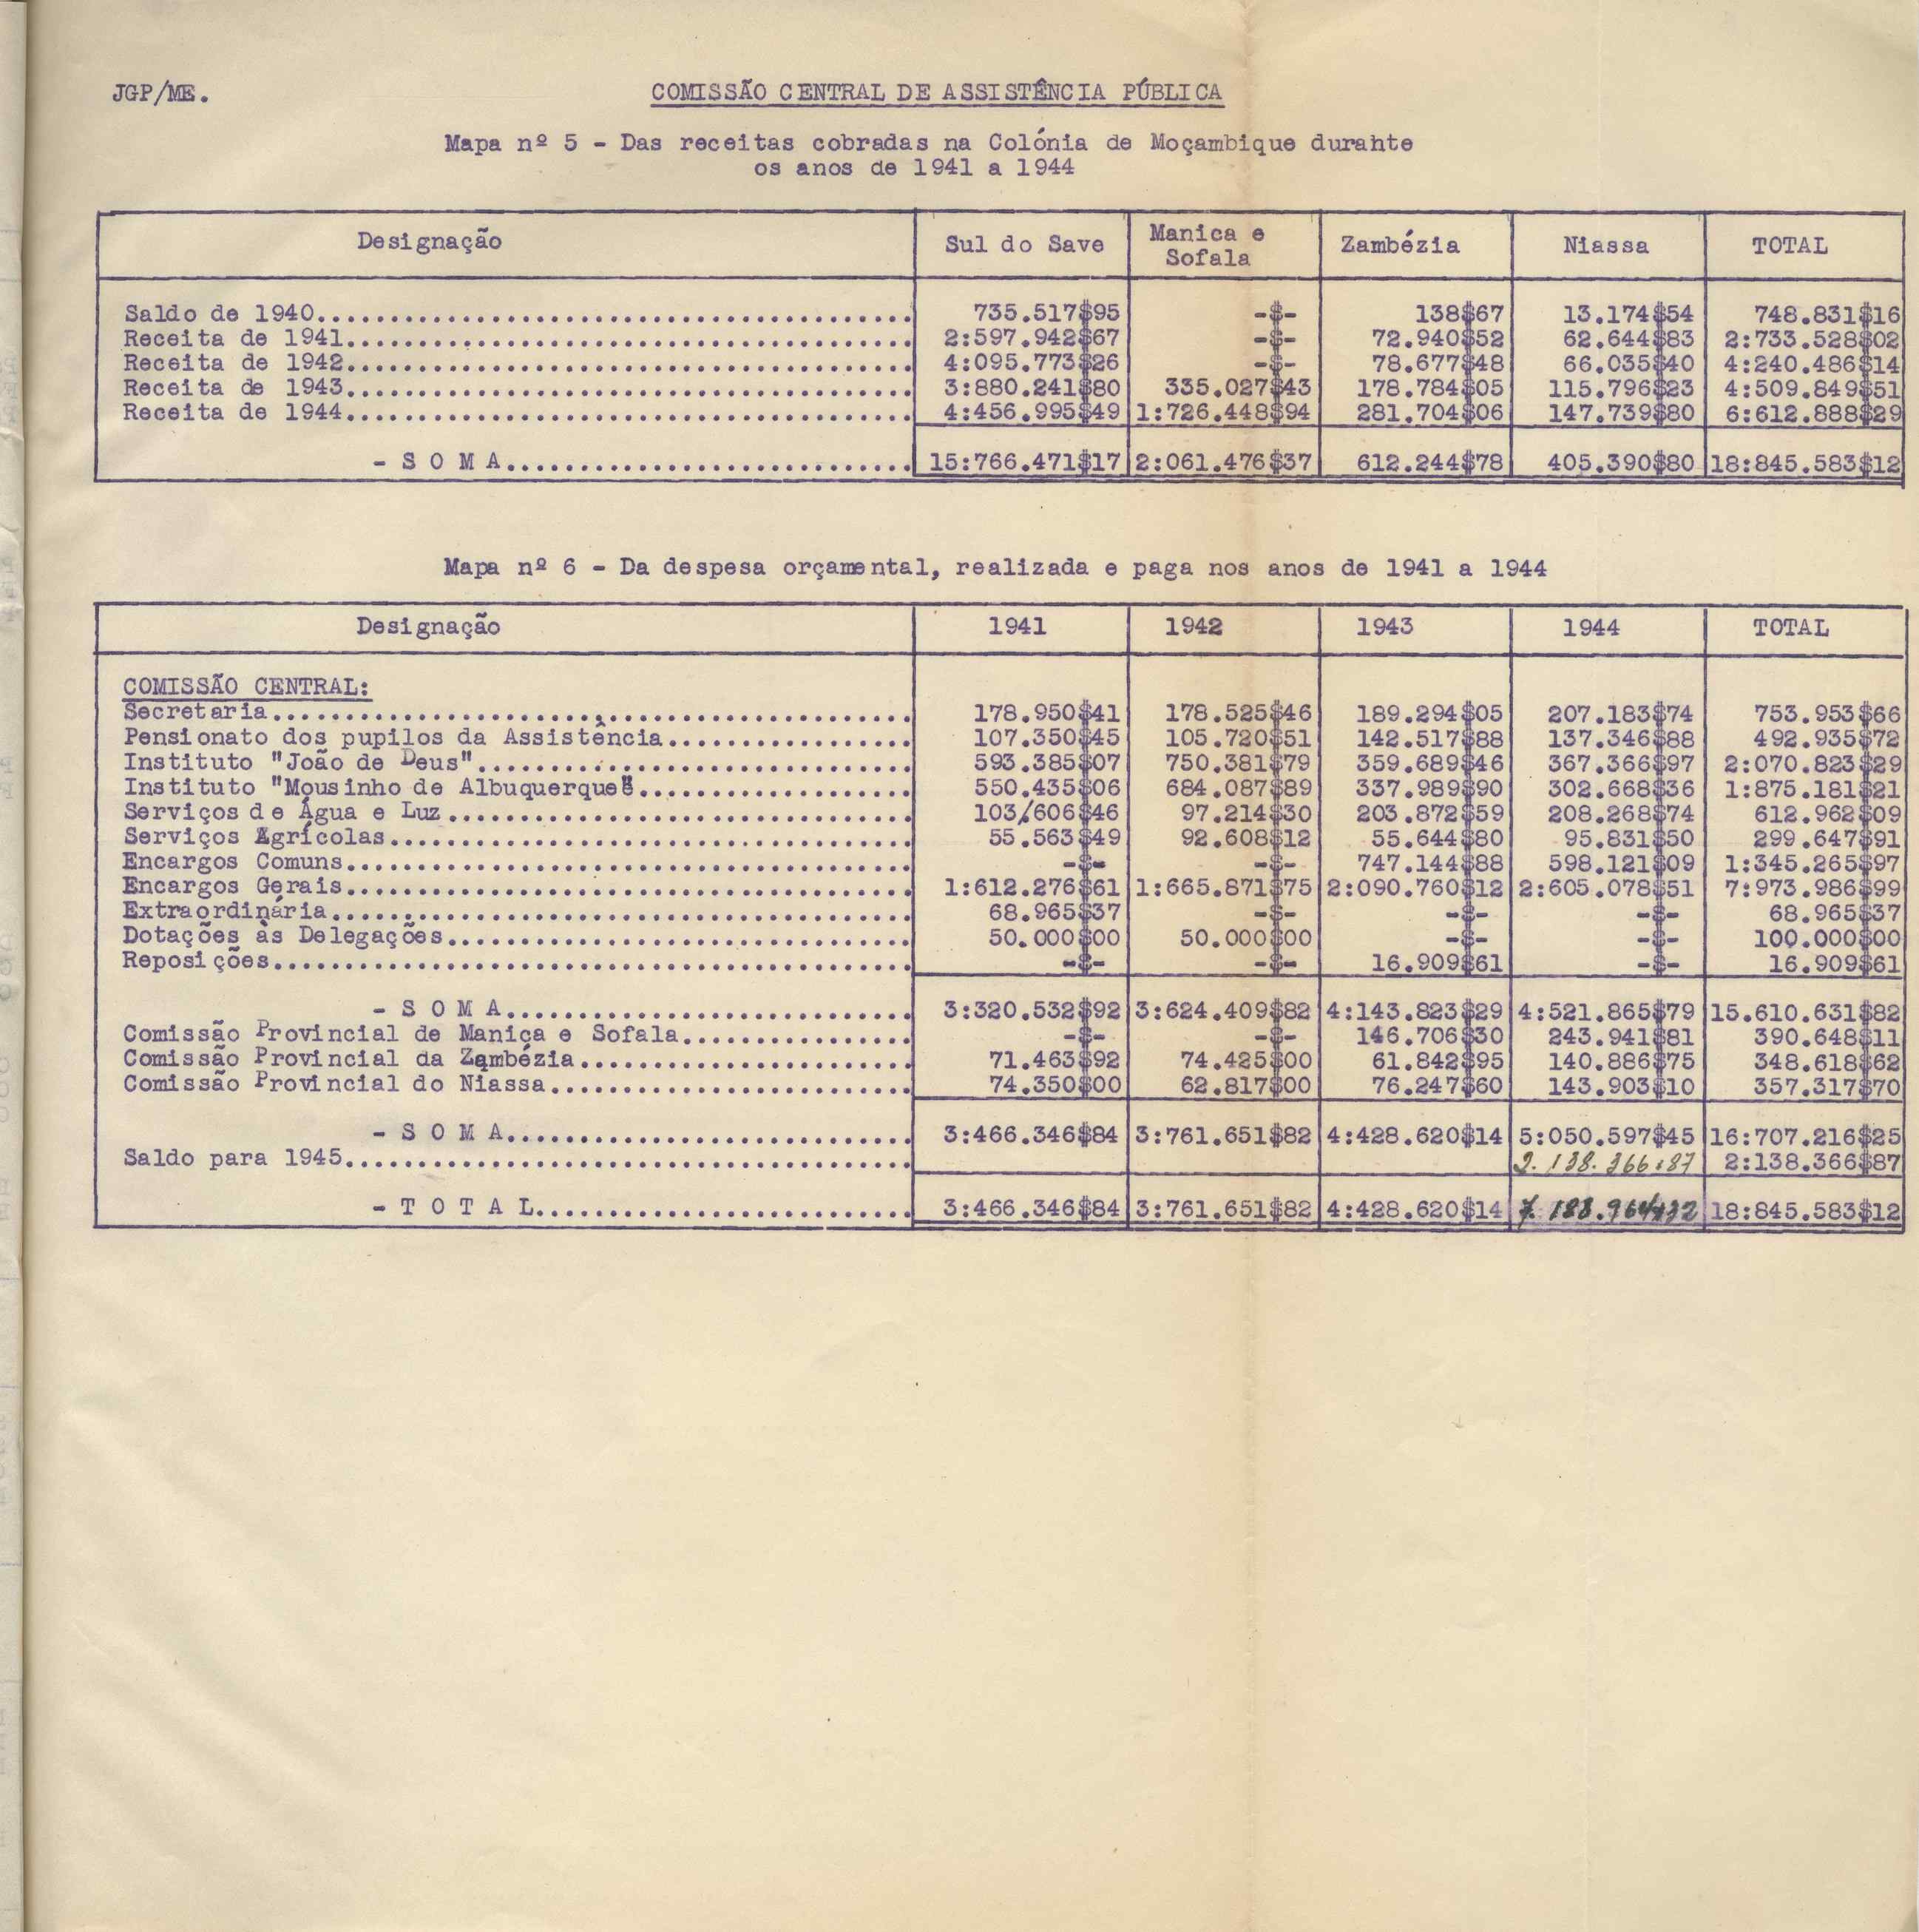 JGP/ME.
COMISSÃO CENTRAL DE ASSISTÊNCIA PÚBLICA
Mapa nº 5 - Das receitas cobradas na Colónia de Moçambique durante
os anos de 1941 a 1944
Designação Sul do Save Manica e Sofala Zambézia Niassa TOTAL
Saldo de 1940 735.517$95 -$- 138$67 13.174$54 748.831$16
Receita de 1941 2:597.942$67 -$- 72.940$52 62.644$83 2:733.528$02
Receita de 1942 4:095.773$26 -$- 78.677$48 66.035$40 4:240.486$14
Receita de 1943 3:880.241$80 335.027$43 178.784$05 115.796$23 4:509.849$51
Receita de 1944 4:456.995$49 1:726.448$94 281.704$06 147.739$80 6:612.888$29
- S O M A 15:766.471$17 2:061.476$37 612.244$78 405.390$80 18:845.583$12
Mapa nº 6 - Da despesa orçamental, realizada e paga nos anos de 1941 a 1944
Designação 1941 1942 1943 1944 TOTAL
COMISSÃO CENTRAL:
Secretaria 178.950$41 178.525$46 189.294$05 207.183$74 753.953$66
Pensionato dos pupilos da Assistência 107.350$45 105.720$51 142.517$88 137.346$88 492.935$72
Instituto "João de Deus" 593.385$07 750.381$79 359.689$46 367.366$97 2:070.823$29
Instituto "Mousinho de Albuquerque" 550.435$06 684.087$89 337.989$90 302.668$36 1:875.181$21
Serviços de Água e Luz 103/606$46 97.214$30 203.872$59 208.268$74 612.962$09
Serviços Agrícolas 55.563$49 92.608$12 55.644$80 95.831$50 299.647$91
Encargos Comuns -$- -$- 747.144$88 598.121$09 1:345.265$97
Encargos Gerais 1:612.276$61 1:665.871$75 2:090.760$12 2:605.078$51 7:973.986$99
Extraordinária 68.965$37 -$- -$- -$- 68.965$37
Dotações às Delegações 50.000$00 50.000$00 -$- -$- 100.000$00
Reposições -$- -$- 16.909$61 -$- 16.909$61
- S O M A 3:320.532$92 3:624.409$82 4:143.823$29 4:521.865$79 15.610.631$82
Comissão Provincial de Manica e Sofala -$- -$- 146.706$30 243.941$81 390.648$11
Comissão Provincial da Zambézia 71.463$92 74.425$00 61.842$95 140.886$75 348.618$62
Comissão Provincial do Niassa 74.350$00 62.817$00 76.247$60 143.903$10 357.317$70
- S O M A 3:466.346$84 3:761.651$82 4:428.620$14 5:050.597$45 16:707.216$25
Saldo para 1945 2.138.366:87 2:138.366$87
- T O T A L 3:466.346$84 3:761.651$82 4:428.620$14 7.188.964$32 18:845.583$12